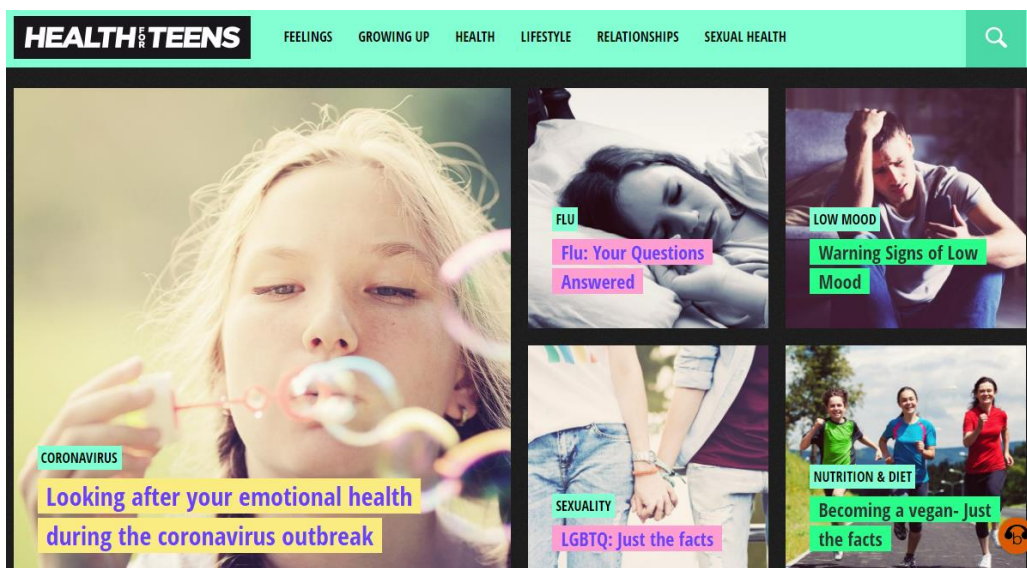 HEALTH FOR TEENS
FEELINGS
GROWING UP
HEALTH
LIFESTYLE
RELATIONSHIPS
SEXUAL HEALTH
CORONAVIRUS
Looking after your emotional health
during the coronavirus outbreak
FLU
Flu: Your Questions
Answered
LOW MOOD
Warning Signs of Low
Mood
SEXUALITY
LGBTQ: Just the facts
NUTRITION & DIET
Becoming a vegan- Just
the facts